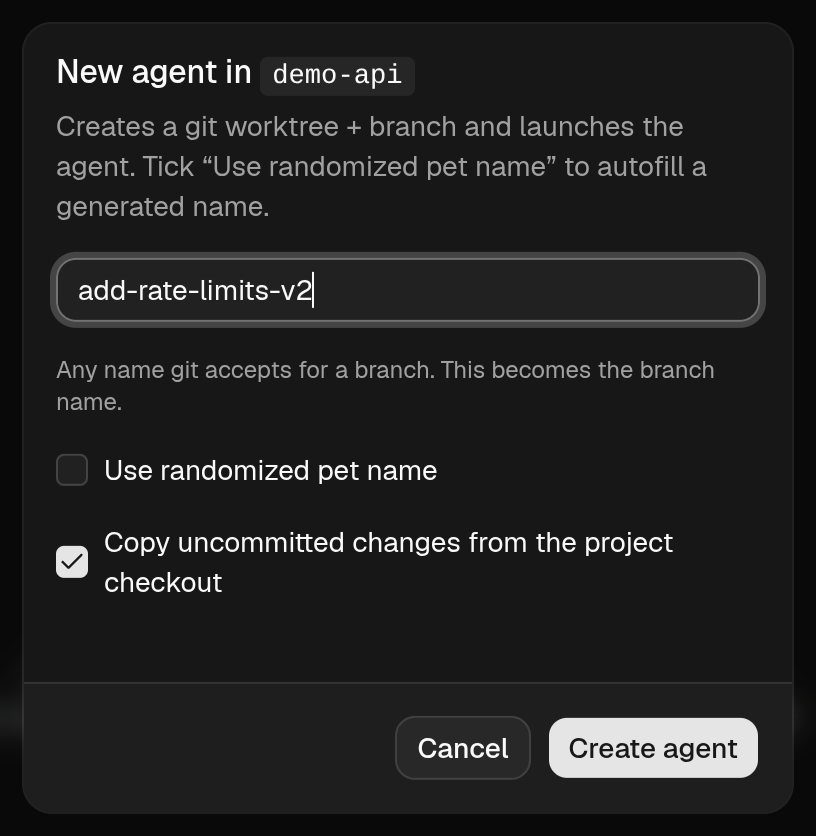 New agent in demo-api
Creates a git worktree + branch and launches the
agent. Tick “Use randomized pet name” to autofill a
generated name.
add-rate-limits-v2
Any name git accepts for a branch. This becomes the branch
name.
Use randomized pet name
Copy uncommitted changes from the project
checkout
Cancel
Create agent